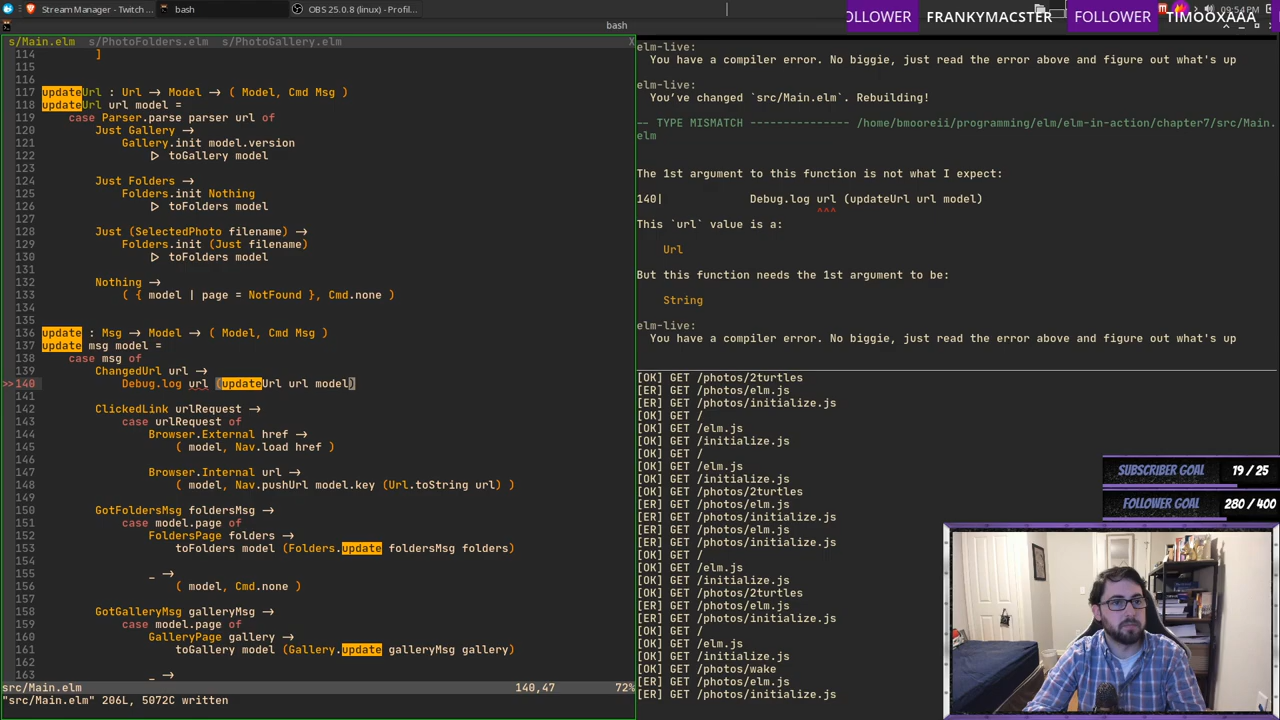 Stream Manager - Twitch ...
bash
OBS 25.0.8 (linux) - Profil...
09:54 PM
bash
FOLLOWER FRANKYMACSTER FOLLOWER TIMOOXAAA
s/Main.elm s/PhotoFolders.elm s/PhotoGallery.elm X
114 ]
115
116
117 updateUrl : Url → Model → ( Model, Cmd Msg )
118 updateUrl url model =
119 case Parser.parse parser url of
120 Just Gallery →
121 Gallery.init model.version
122 ▷ toGallery model
123
124 Just Folders →
125 Folders.init Nothing
126 ▷ toFolders model
127
128 Just (SelectedPhoto filename) →
129 Folders.init (Just filename)
130 ▷ toFolders model
131
132 Nothing →
133 ( { model | page = NotFound }, Cmd.none )
134
135
136 update : Msg → Model → ( Model, Cmd Msg )
137 update msg model =
138 case msg of
139 ChangedUrl url →
>>140 Debug.log url (updateUrl url model)
141
142 ClickedLink urlRequest →
143 case urlRequest of
144 Browser.External href →
145 ( model, Nav.load href )
146
147 Browser.Internal url →
148 ( model, Nav.pushUrl model.key (Url.toString url) )
149
150 GotFoldersMsg foldersMsg →
151 case model.page of
152 FoldersPage folders →
153 toFolders model (Folders.update foldersMsg folders)
154
155 _ →
156 ( model, Cmd.none )
157
158 GotGalleryMsg galleryMsg →
159 case model.page of
160 GalleryPage gallery →
161 toGallery model (Gallery.update galleryMsg gallery)
162
163 _ →
src/Main.elm 140,47 72%
"src/Main.elm" 206L, 5072C written
elm-live:
You have a compiler error. No biggie, just read the error above and figure out what's up
elm-live:
You've changed `src/Main.elm`. Rebuilding!
-- TYPE MISMATCH --------------- /home/bmooreii/programming/elm/elm-in-action/chapter7/src/Main.
elm
The 1st argument to this function is not what I expect:
140| Debug.log url (updateUrl url model)
^^^
This `url` value is a:
Url
But this function needs the 1st argument to be:
String
elm-live:
You have a compiler error. No biggie, just read the error above and figure out what's up
[OK] GET /photos/2turtles
[ER] GET /photos/elm.js
[ER] GET /photos/initialize.js
[OK] GET /
[OK] GET /elm.js
[OK] GET /initialize.js
[OK] GET /
[OK] GET /elm.js
[OK] GET /initialize.js
[OK] GET /photos/2turtles
[ER] GET /photos/elm.js
[ER] GET /photos/initialize.js
[ER] GET /photos/elm.js
[ER] GET /photos/initialize.js
[OK] GET /
[OK] GET /elm.js
[OK] GET /initialize.js
[OK] GET /photos/2turtles
[ER] GET /photos/elm.js
[ER] GET /photos/initialize.js
[OK] GET /
[OK] GET /elm.js
[OK] GET /initialize.js
[OK] GET /photos/wake
[ER] GET /photos/elm.js
[ER] GET /photos/initialize.js
SUBSCRIBER GOAL 19 / 25
FOLLOWER GOAL 280 / 400